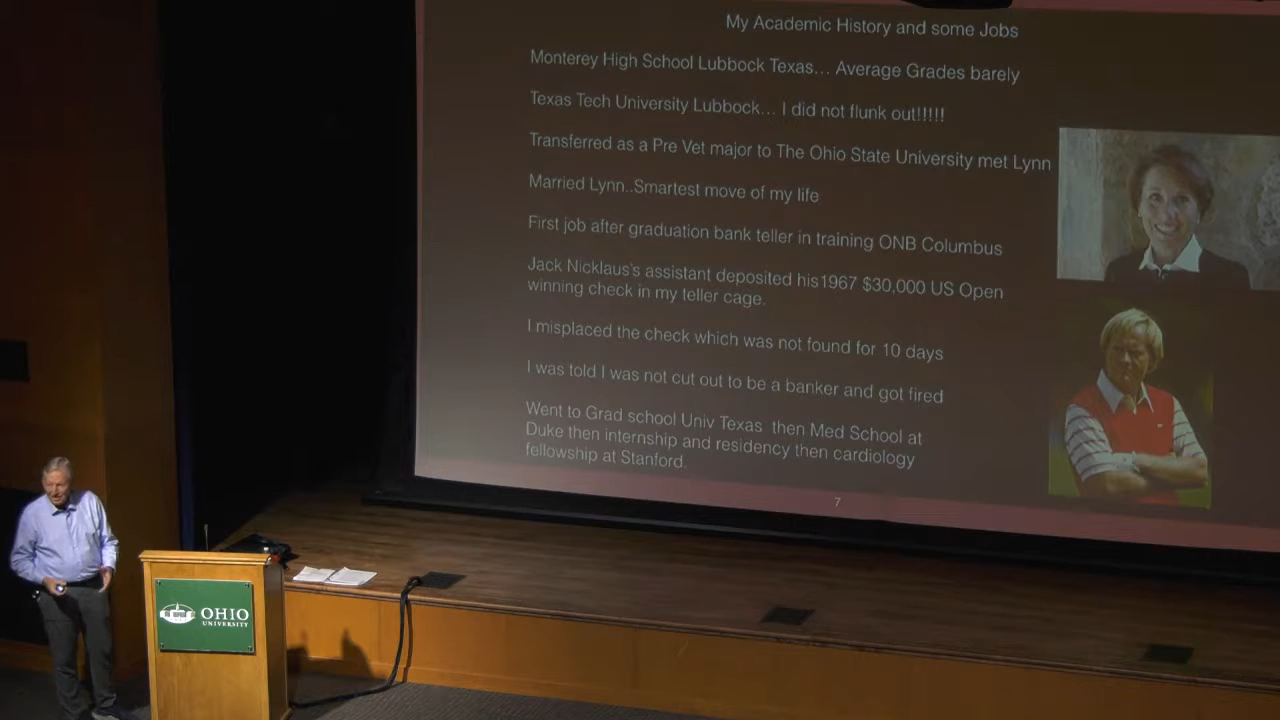 My Academic History and some Jobs
Monterey High School Lubbock Texas... Average Grades barely
Texas Tech University Lubbock... I did not flunk out!!!!!
Transferred as a Pre Vet major to The Ohio State University met Lynn
Married Lynn..Smartest move of my life
First job after graduation bank teller in training ONB Columbus
Jack Nicklaus's assistant deposited his1967 $30,000 US Open
winning check in my teller cage.
I misplaced the check which was not found for 10 days
I was told I was not cut out to be a banker and got fired
Went to Grad school Univ Texas then Med School at
Duke then internship and residency then cardiology
fellowship at Stanford.
7
OHIO
UNIVERSITY